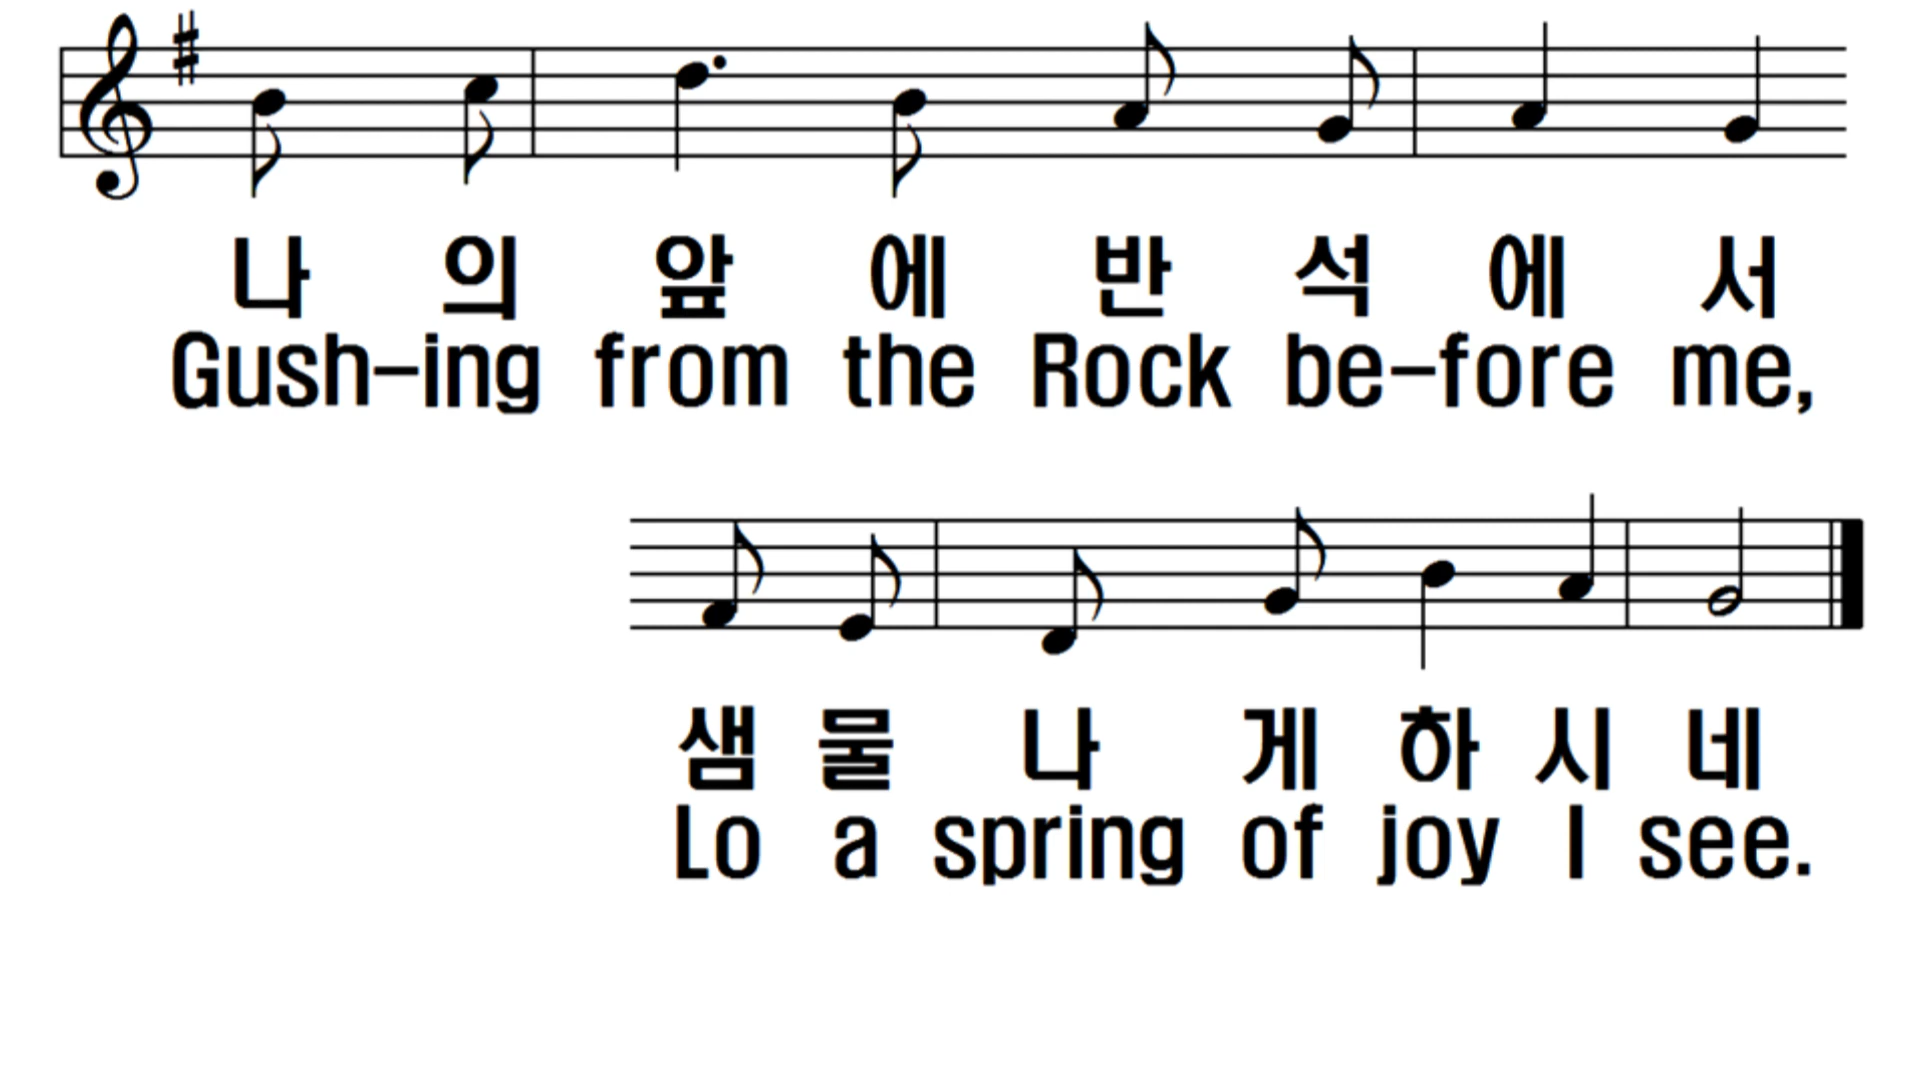 나 의 앞 에 반 석 에 서
Gush-ing from the Rock be-fore me,
샘 물 나 게 하 시 네
Lo a spring of joy I see.